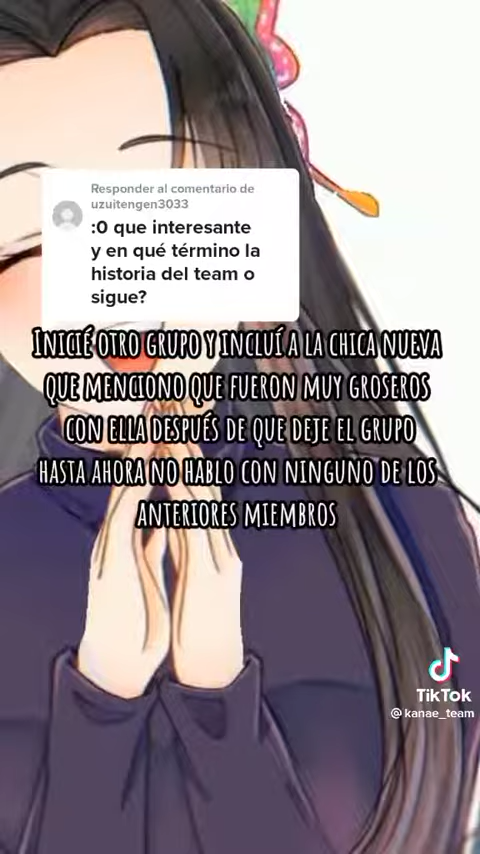 Responder al comentario de
uzuitengen3033
:0 que interesante
y en qué término la
historia del team o
sigue?
Inicié otro grupo y incluí a la chica nueva
que menciono que fueron muy groseros
con ella después de que deje el grupo
hasta ahora no hablo con ninguno de los
anteriores miembros
TikTok
@kanae_team